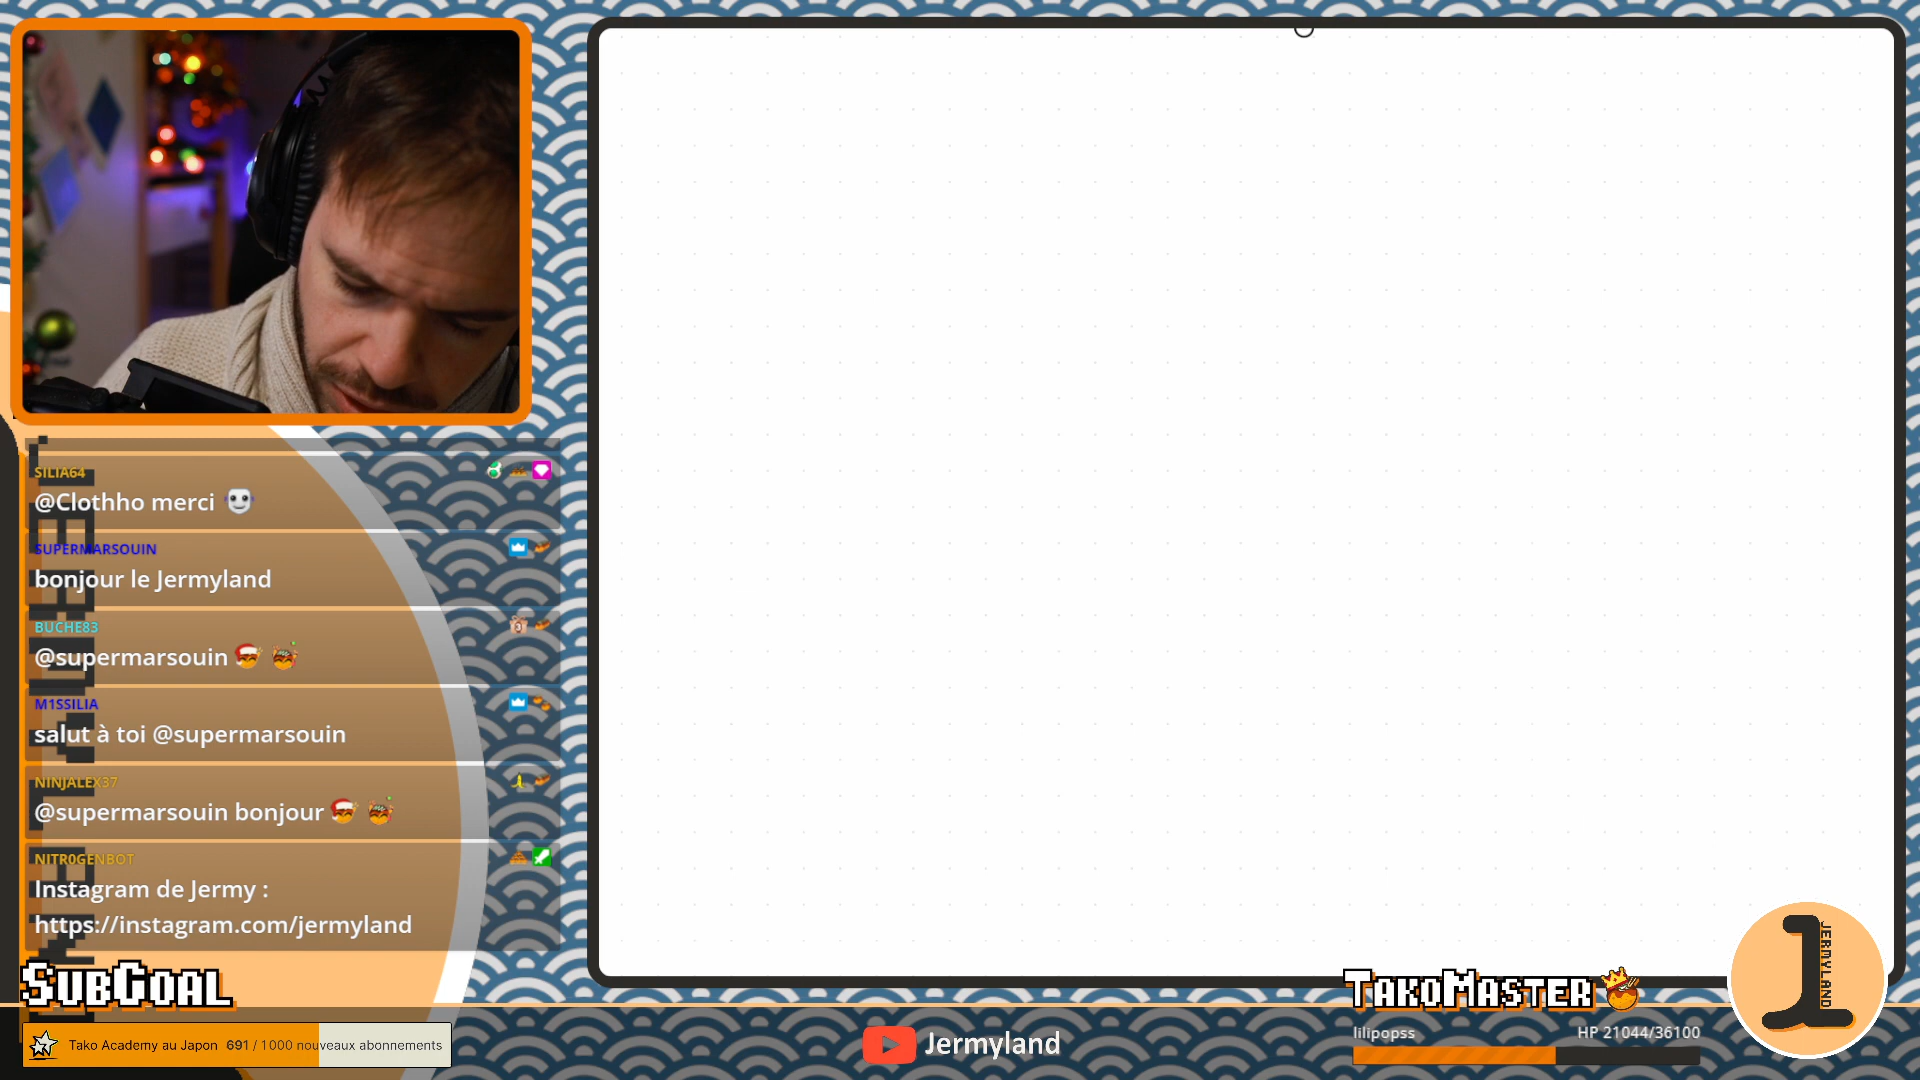 SILIA64
@Clothho merci
SUPERMARSOUIN
bonjour le Jermyland
BUCHE83
@supermarsouin
M1SSILIA
salut à toi @supermarsouin
NINJALEX37
@supermarsouin bonjour
NITR0GENBOT
Instagram de Jermy :
https://instagram.com/jermyland
SUBGOAL
Tako Academy au Japon 691 / 1000 nouveaux abonnements
Jermyland
TAKOMASTER
lilipopss HP 21044/36100
JERMYLAND